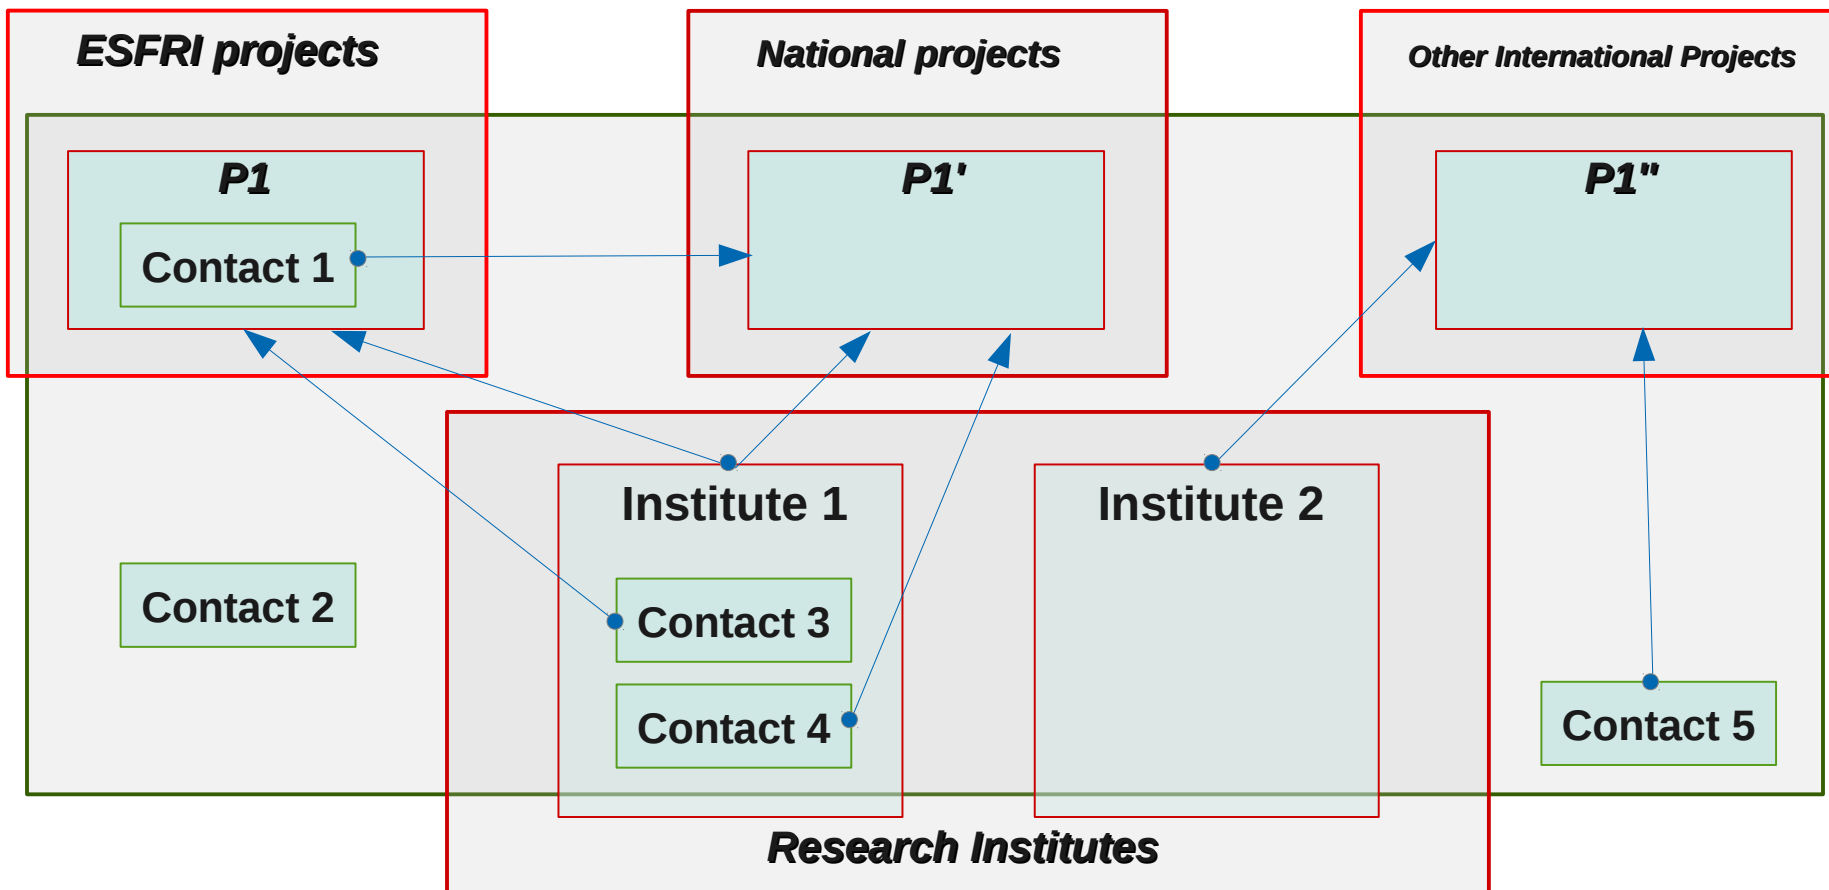 ESFRI projects
National projects
Other International Projects
P1
P1'
P1"
Contact 1
Institute 1
Institute 2
Contact 2
Contact 3
Contact 4
Contact 5
Research Institutes